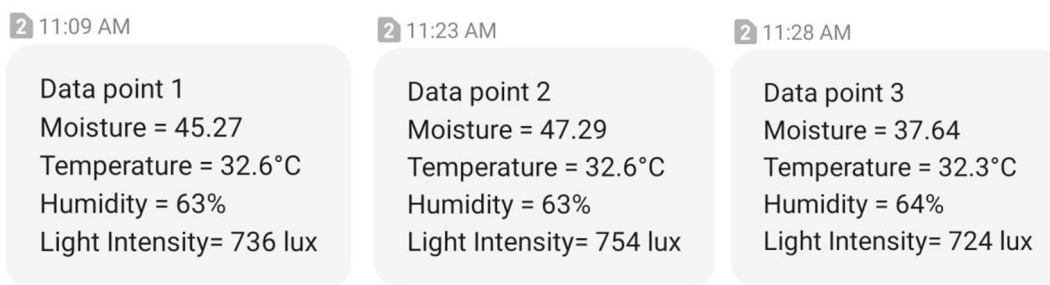 2 11:09 AM
Data point 1
Moisture = 45.27
Temperature = 32.6°C
Humidity = 63%
Light Intensity= 736 lux
2 11:23 AM
Data point 2
Moisture = 47.29
Temperature = 32.6°C
Humidity = 63%
Light Intensity= 754 lux
2 11:28 AM
Data point 3
Moisture = 37.64
Temperature = 32.3°C
Humidity = 64%
Light Intensity= 724 lux